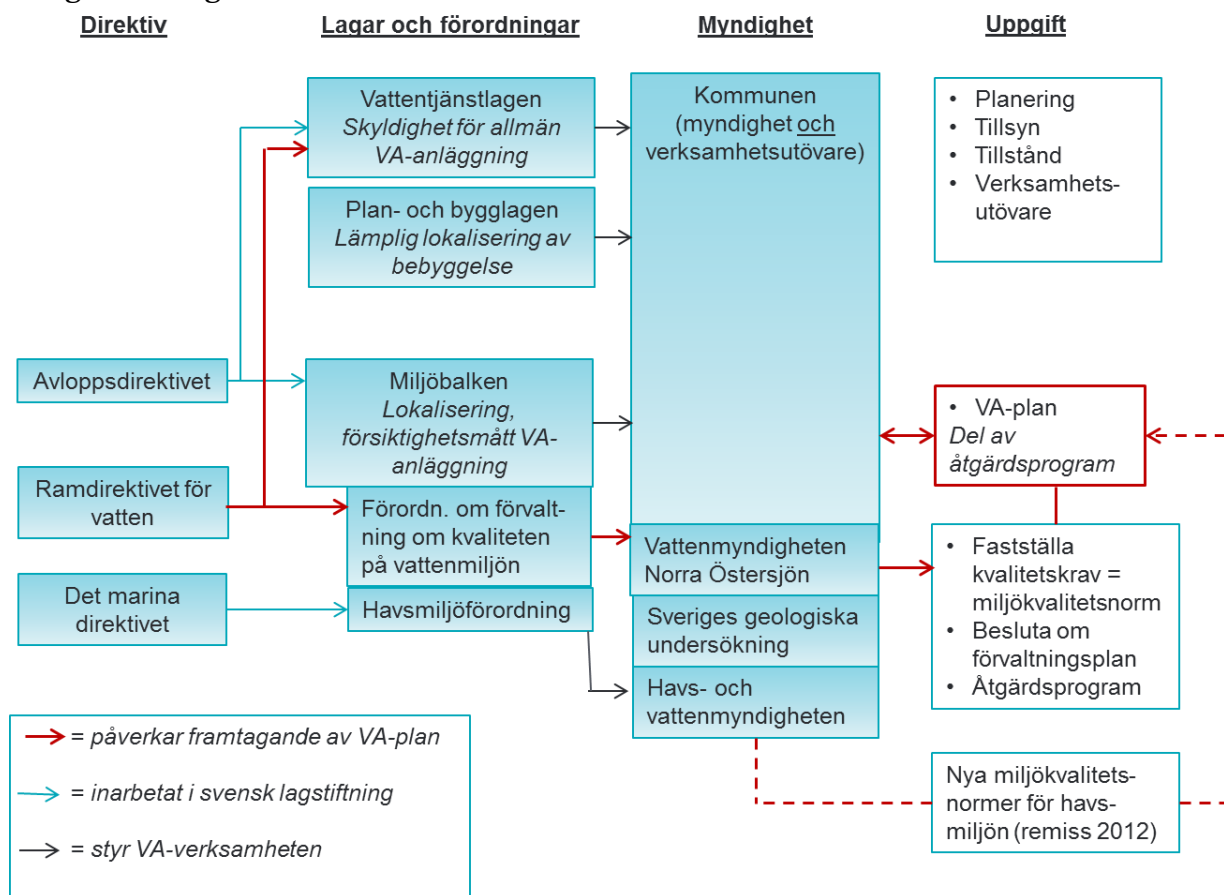 Direktiv
Lagar och förordningar
Myndighet
Uppgift
Vattentjänstlagen
Skyldighet för allmän
VA-anläggning
Plan- och bygglagen
Lämplig lokalisering av
bebyggelse
Kommunen
(myndighet och
verksamhetsutövare)
• Planering
• Tillsyn
• Tillstånd
• Verksamhets-
utövare
Avloppsdirektivet
Miljöbalken
Lokalisering,
försiktighetsmått VA-
anläggning
• VA-plan
Del av
åtgärdsprogram
Ramdirektivet för
vatten
Förordn. om förvalt-
ning om kvaliteten
på vattenmiljön
Vattenmyndigheten
Norra Östersjön
• Fastställa
kvalitetskrav =
miljökvalitetsnorm
• Besluta om
förvaltningsplan
• Åtgärdsprogram
Det marina
direktivet
Havsmiljöförordning
Sveriges geologiska
undersökning
Havs- och
vattenmyndigheten
= påverkar framtagande av VA-plan
= inarbetat i svensk lagstiftning
= styr VA-verksamheten
Nya miljökvalitets-
normer för havs-
miljön (remiss 2012)